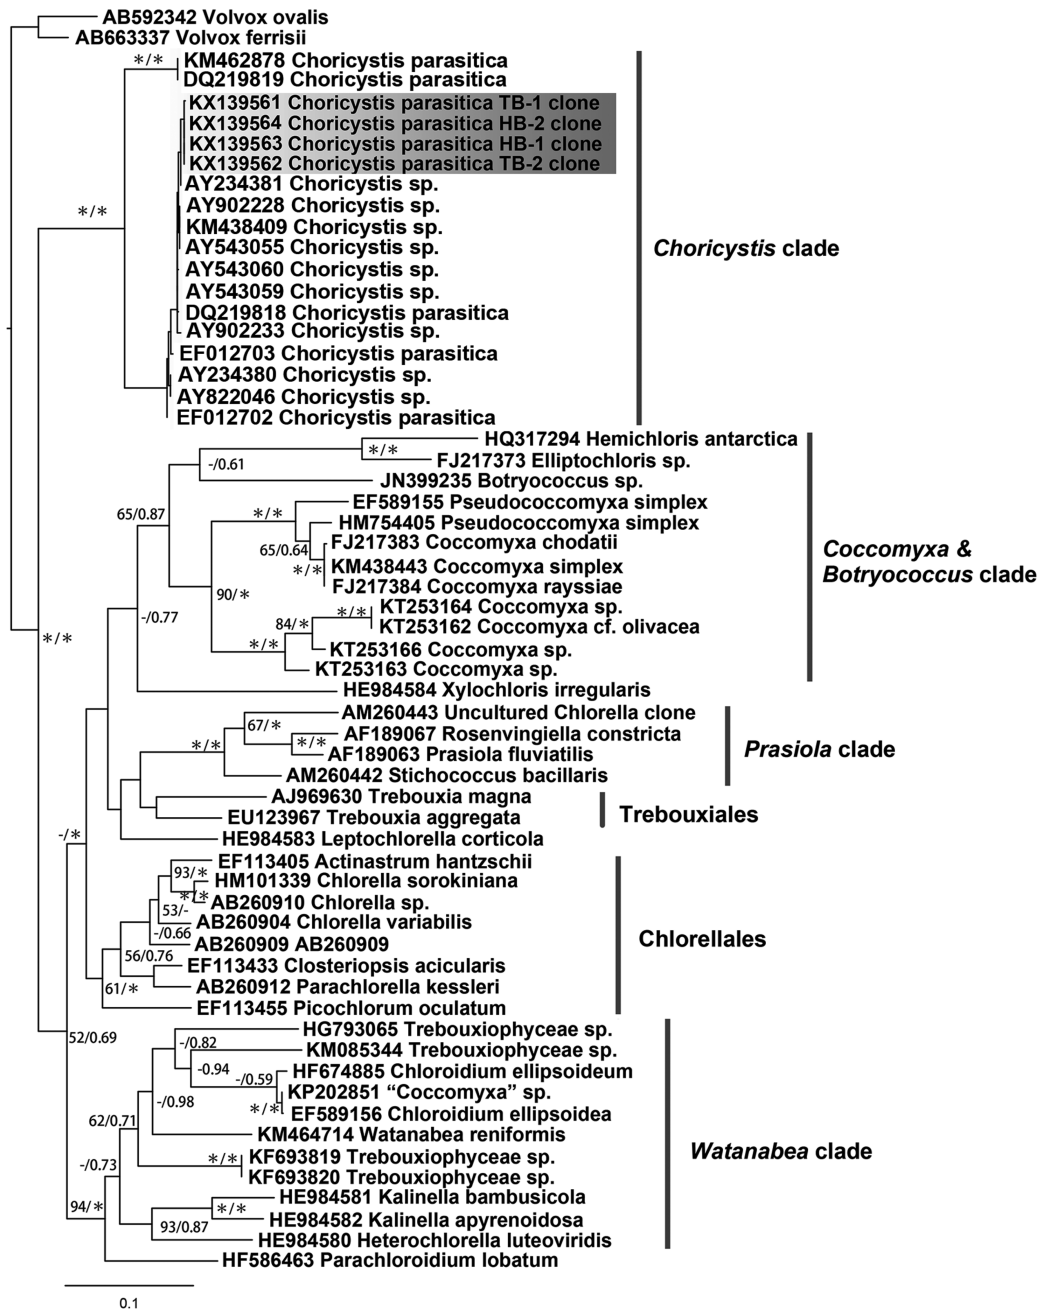 AB592342 Volvox ovalis
AB663337 Volvox ferrisii
*/*
KM462878 Choricystis parasitica
DQ219819 Choricystis parasitica
KX139561 Choricystis parasitica TB-1 clone
KX139564 Choricystis parasitica HB-2 clone
KX139563 Choricystis parasitica HB-1 clone
KX139562 Choricystis parasitica TB-2 clone
AY234381 Choricystis sp.
*/*
AY902228 Choricystis sp.
KM438409 Choricystis sp.
AY543055 Choricystis sp.
Choricystis clade
AY543060 Choricystis sp.
AY543059 Choricystis sp.
DQ219818 Choricystis parasitica
AY902233 Choricystis sp.
EF012703 Choricystis parasitica
AY234380 Choricystis sp.
AY822046 Choricystis sp.
EF012702 Choricystis parasitica
HQ317294 Hemichloris antarctica
*/*
FJ217373 Elliptochloris sp.
-/0.61
JN399235 Botryococcus sp.
EF589155 Pseudococcomyxa simplex
65/0.87
*/*
HM754405 Pseudococcomyxa simplex
FJ217383 Coccomyxa chodatii
65/0.64
Coccomyxa &
Botryococcus clade
KM438443 Coccomyxa simplex
*/*
FJ217384 Coccomyxa rayssiae
90/*
KT253164 Coccomyxa sp.
*/*
-/0.77
84/*
KT253162 Coccomyxa cf. olivacea
*/*
*/*
KT253166 Coccomyxa sp.
KT253163 Coccomyxa sp.
HE984584 Xylochloris irregularis
AM260443 Uncultured Chlorella clone
67/*
AF189067 Rosenvingiella constricta
*/*
*/*
AF189063 Prasiola fluviatilis
Prasiola clade
AM260442 Stichococcus bacillaris
AJ969630 Trebouxia magna
EU123967 Trebouxia aggregata
Trebouxiales
-/*
HE984583 Leptochlorella corticola
EF113405 Actinastrum hantzschii
93/*
HM101339 Chlorella sorokiniana
*/*
AB260910 Chlorella sp.
53/-
AB260904 Chlorella variabilis
-/0.66
AB260909 AB260909
Chlorellales
56/0.76
EF113433 Closteriopsis acicularis
61/*
AB260912 Parachlorella kessleri
EF113455 Picochlorum oculatum
52/0.69
HG793065 Trebouxiophyceae sp.
-/0.82
KM085344 Trebouxiophyceae sp.
-0.94
HF674885 Chloroidium ellipsoideum
-/0.59
KP202851 “Coccomyxa” sp.
-/0.98
*/*
EF589156 Chloroidium ellipsoidea
62/0.71
KM464714 Watanabea reniformis
Watanabea clade
*/*
KF693819 Trebouxiophyceae sp.
-/0.73
KF693820 Trebouxiophyceae sp.
HE984581 Kalinella bambusicola
94/*
*/*
HE984582 Kalinella apyrenoidosa
93/0.87
HE984580 Heterochlorella luteoviridis
HF586463 Parachloroidium lobatum
0.1